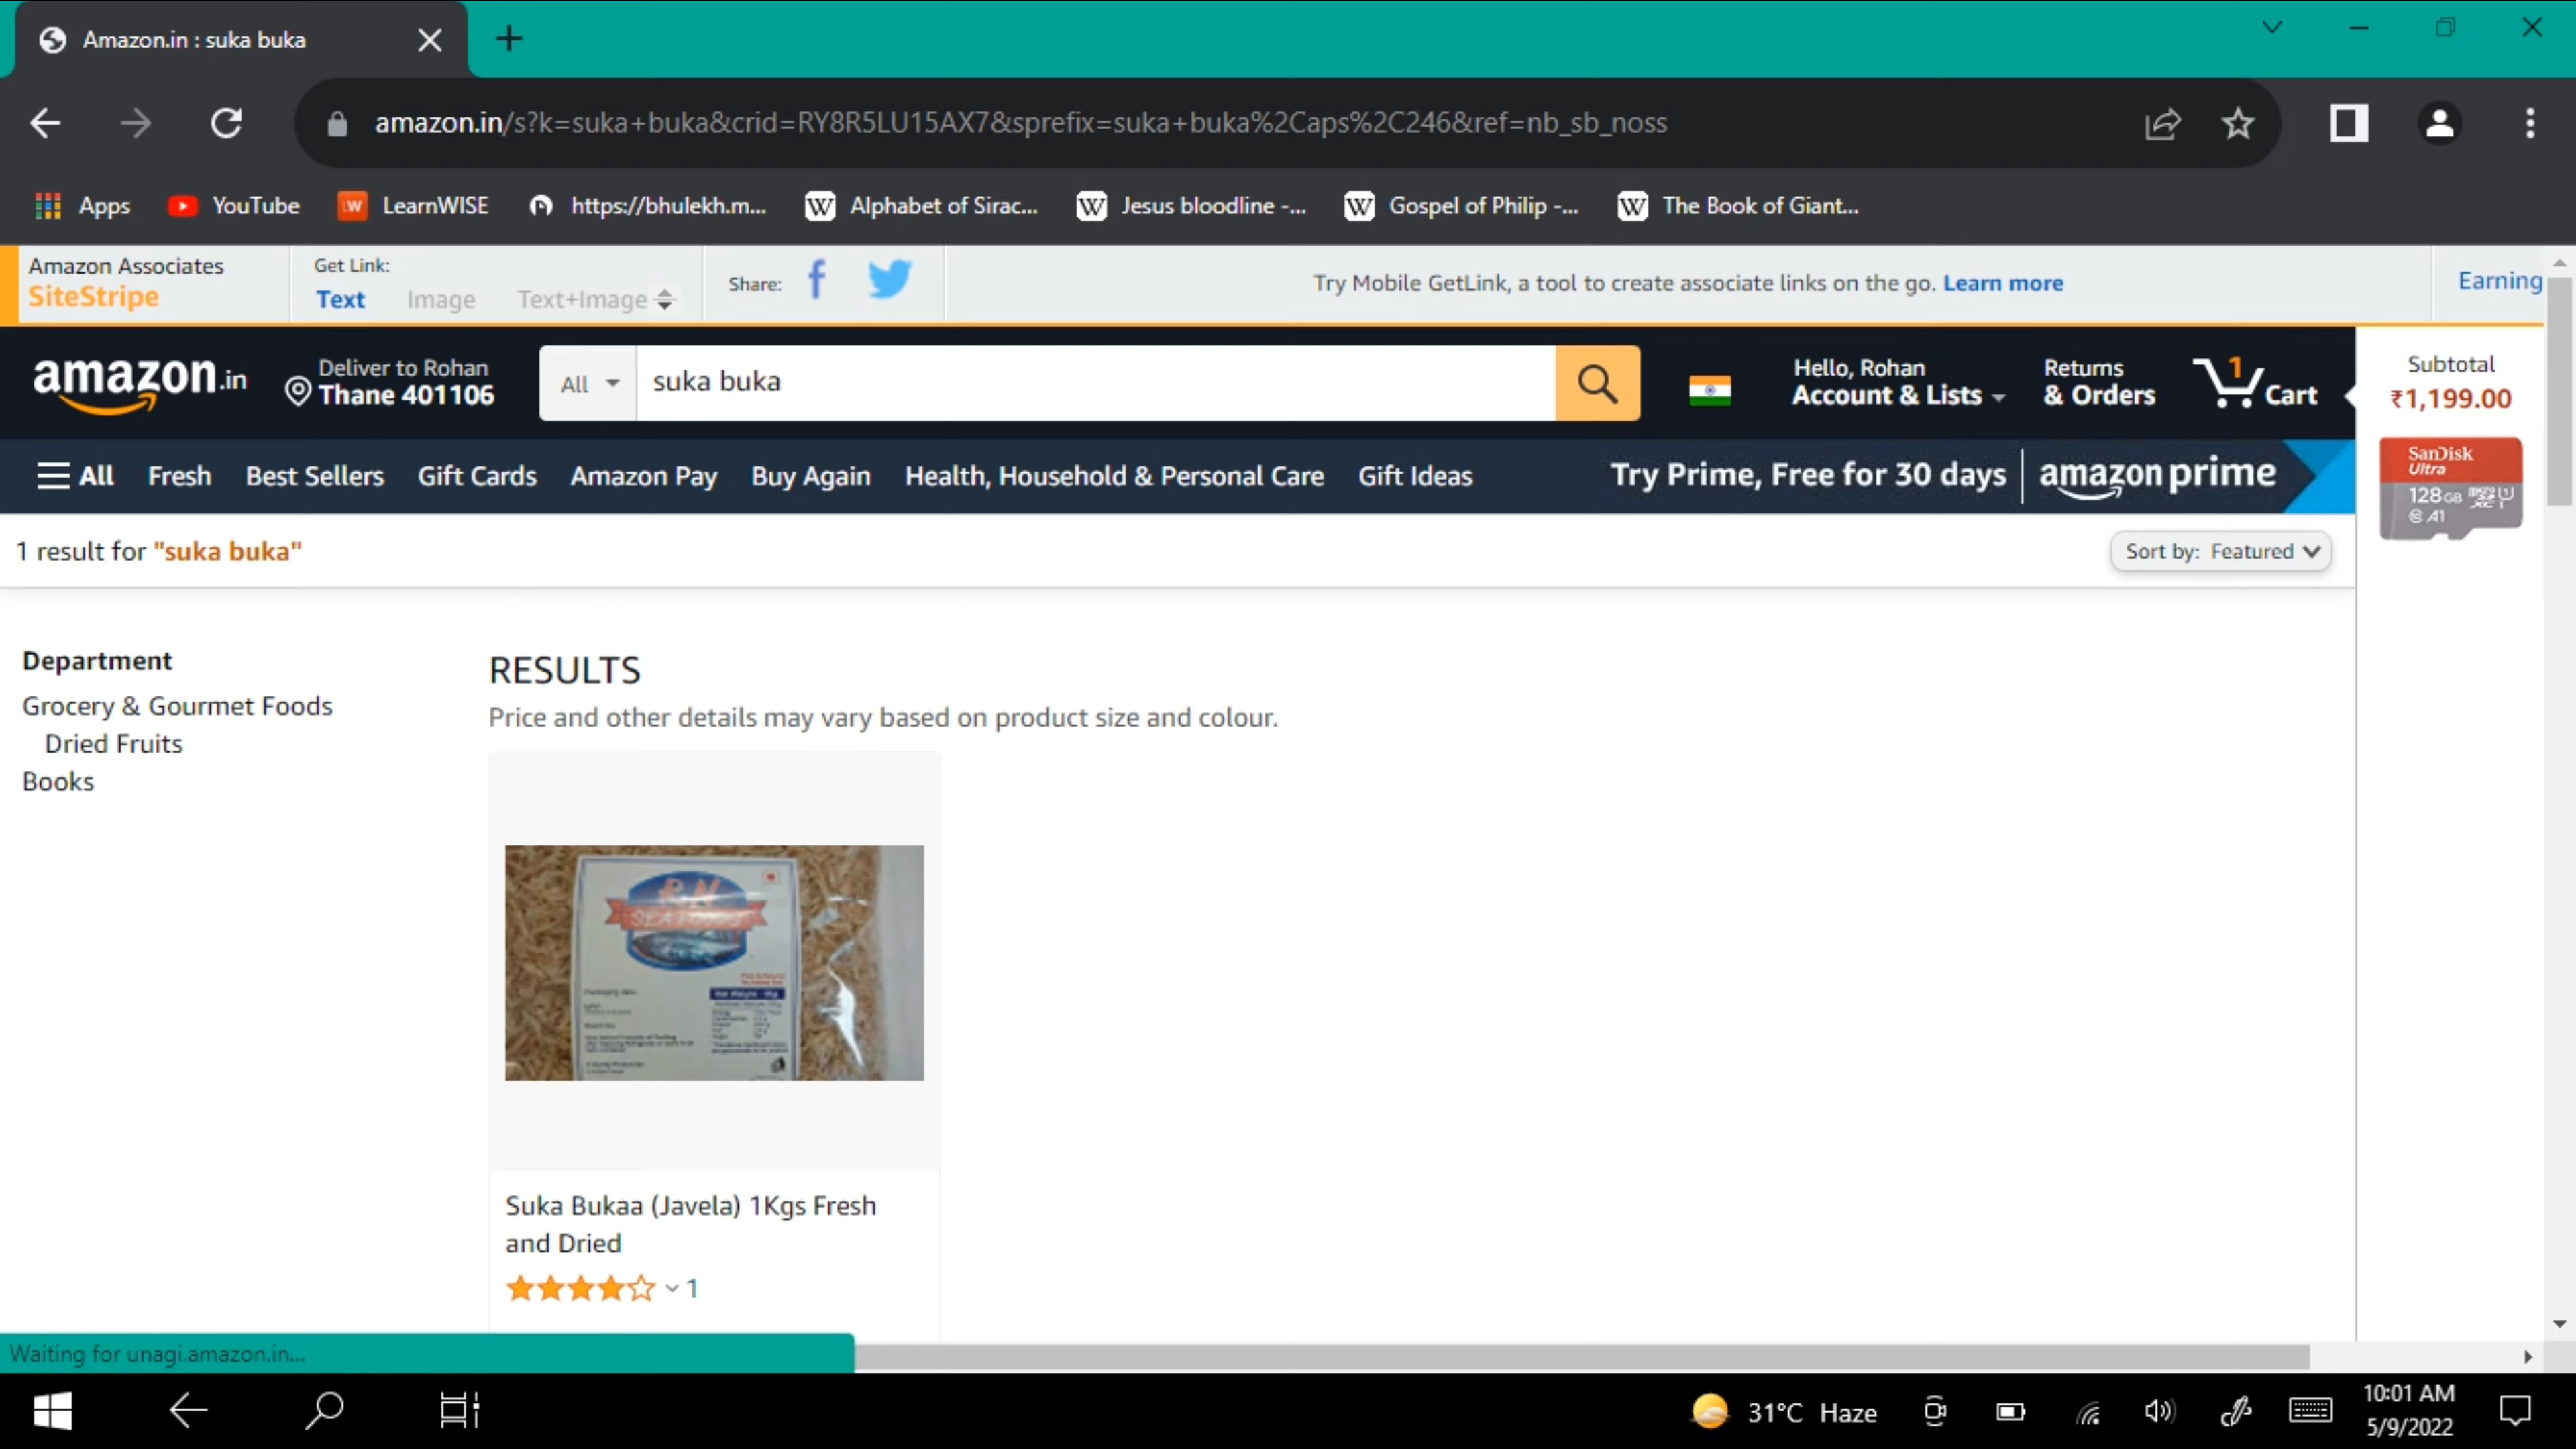 Amazon.in : suka buka
amazon.in/s?k=suka+buka&crid=RY8R5LU15AX7&sprefix=suka+buka%2Caps%2C246&ref=nb_sb_noss
Apps YouTube LearnWISE https://bhulekh.m... Alphabet of Sirac... Jesus bloodline -... Gospel of Philip -... The Book of Giant...
Amazon Associates
SiteStripe
Get Link:
Text Image Text+Image
Share:
Try Mobile GetLink, a tool to create associate links on the go. Learn more
Earning
amazon.in
Deliver to Rohan
Thane 401106
All suka buka
Hello, Rohan
Account & Lists
Returns
& Orders
1
Cart
Subtotal
₹1,199.00
SanDisk
Ultra
128GB
A1
All Fresh Best Sellers Gift Cards Amazon Pay Buy Again Health, Household & Personal Care Gift Ideas
Try Prime, Free for 30 days amazon prime
1 result for "suka buka"
Sort by: Featured
Department
Grocery & Gourmet Foods
Dried Fruits
Books
RESULTS
Price and other details may vary based on product size and colour.
SEA FOODS
Suka Bukaa (Javela) 1Kgs Fresh
and Dried
1
Waiting for unagi.amazon.in...
31°C Haze
10:01 AM
5/9/2022